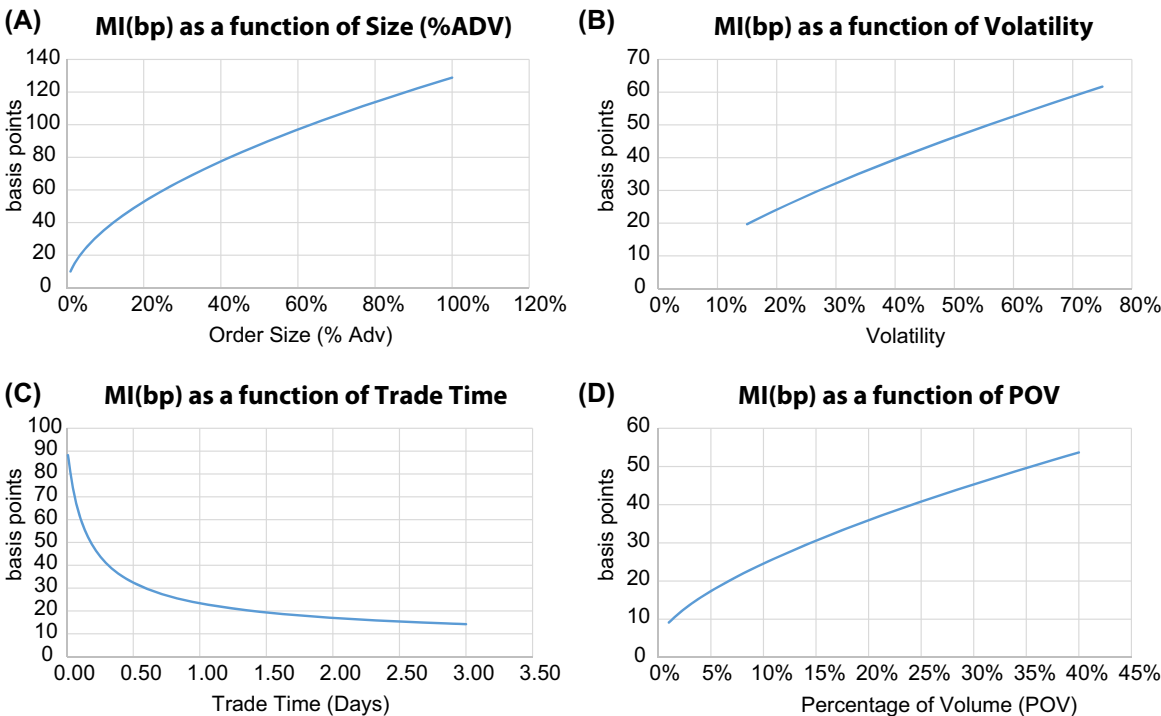 (A) MI(bp) as a function of Size (%ADV)
140
120
100
80
60
40
20
0
basis points
0% 20% 40% 60% 80% 100% 120%
Order Size (% Adv)
(B) MI(bp) as a function of Volatility
70
60
50
40
30
20
10
0
basis points
0% 10% 20% 30% 40% 50% 60% 70% 80%
Volatility
(C) MI(bp) as a function of Trade Time
100
90
80
70
60
50
40
30
20
10
0
basis points
0.00 0.50 1.00 1.50 2.00 2.50 3.00 3.50
Trade Time (Days)
(D) MI(bp) as a function of POV
60
50
40
30
20
10
0
basis points
0% 5% 10% 15% 20% 25% 30% 35% 40% 45%
Percentage of Volume (POV)